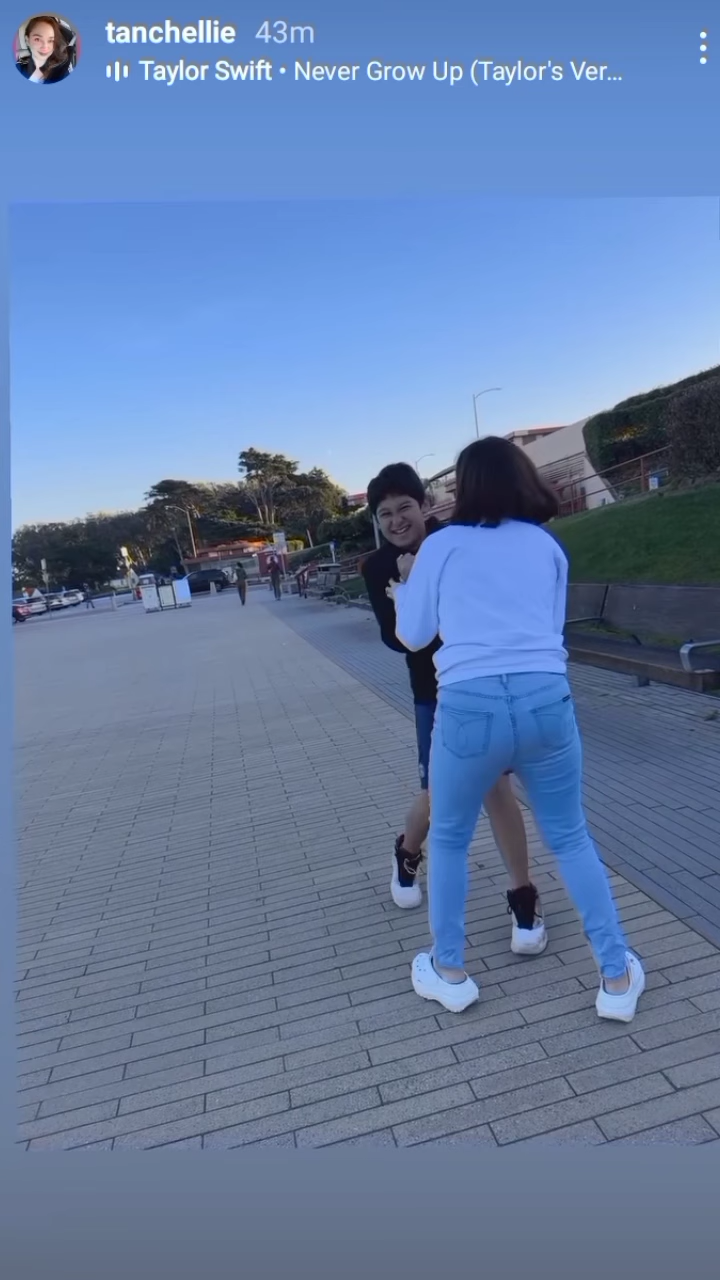 tanchellie 43m
Taylor Swift • Never Grow Up (Taylor's Ver...